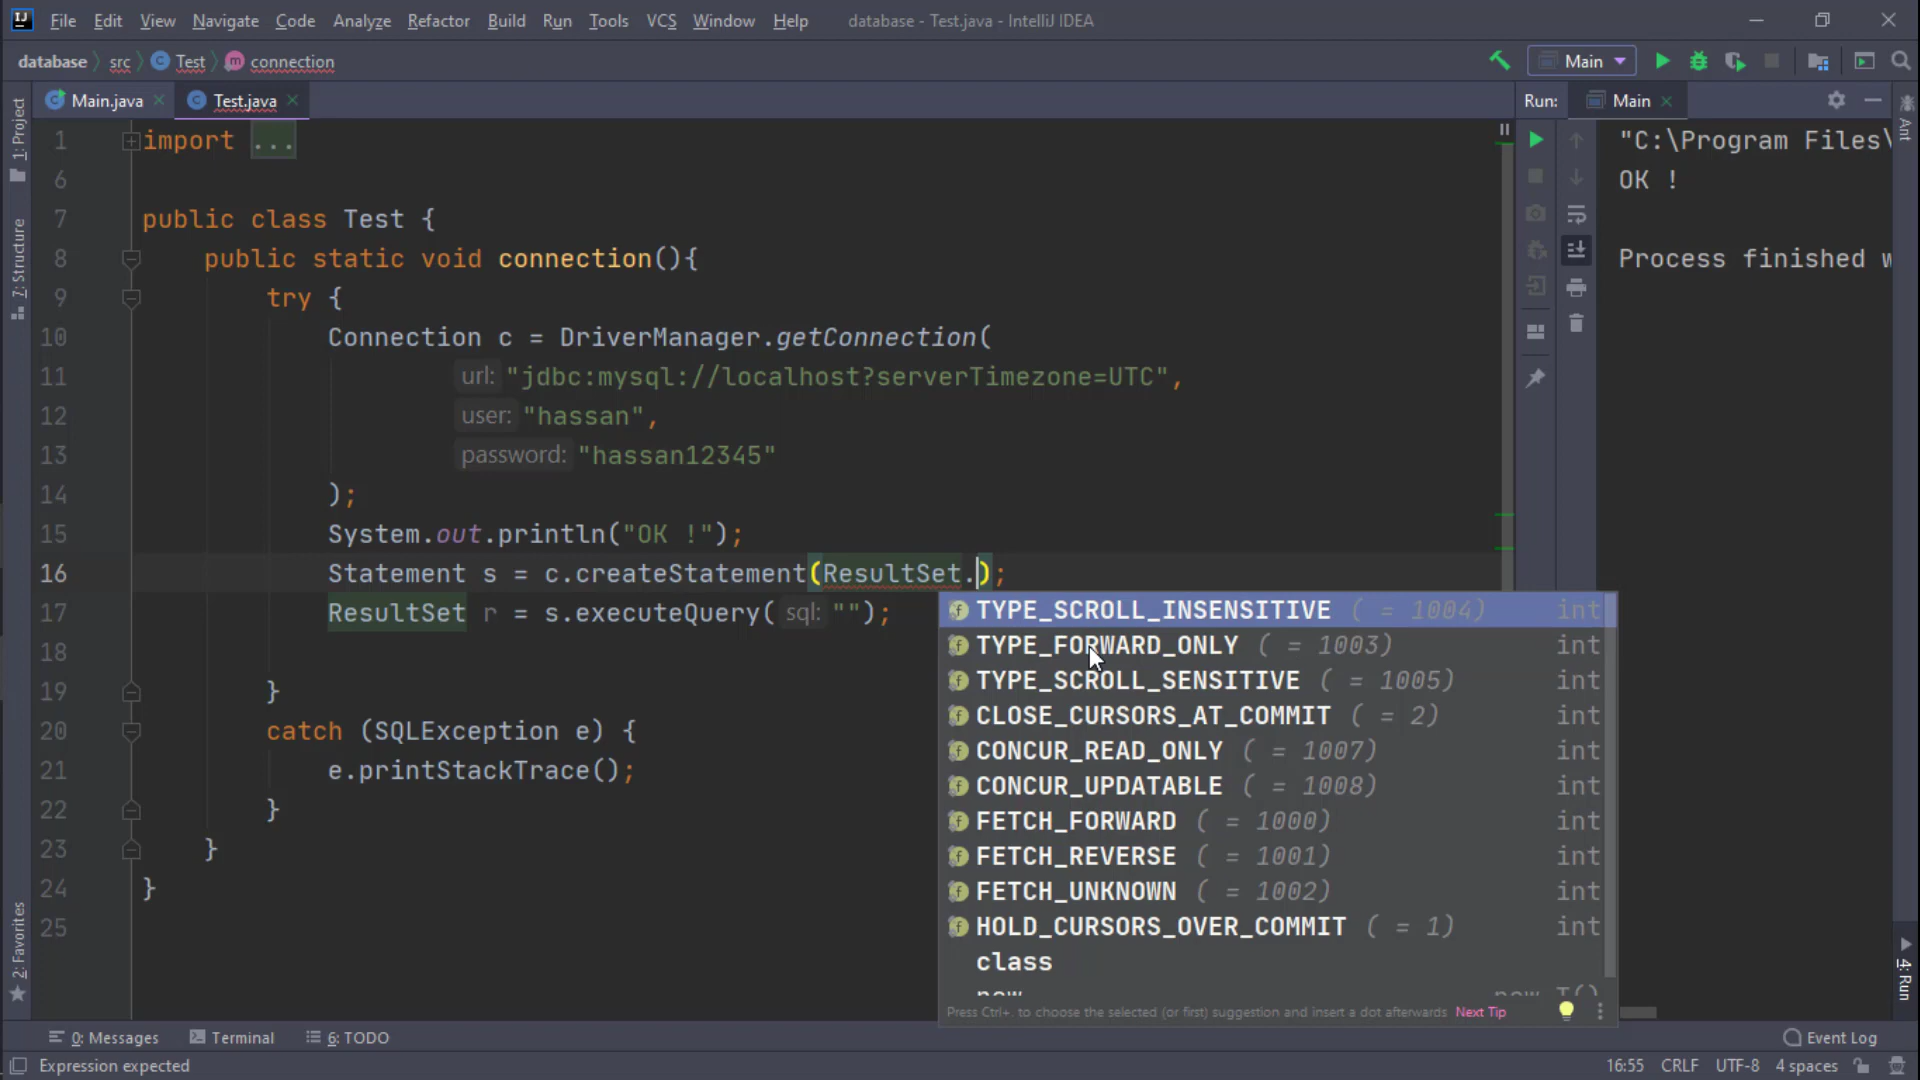 File Edit View Navigate Code Analyze Refactor Build Run Tools VCS Window Help database - Test.java - IntelliJ IDEA
database src Test connection Main
Main.java Test.java Run: Main
1: Project
7: Structure
2: Favorites
1 import ...
6
7 public class Test {
8 public static void connection(){
9 try {
10 Connection c = DriverManager.getConnection(
11 url: "jdbc:mysql://localhost?serverTimezone=UTC",
12 user: "hassan",
13 password: "hassan12345"
14 );
15 System.out.println("OK !");
16 Statement s = c.createStatement(ResultSet.);
17 ResultSet r = s.executeQuery( sql: "");
18
19 }
20 catch (SQLException e) {
21 e.printStackTrace();
22 }
23 }
24 }
25
TYPE_SCROLL_INSENSITIVE ( = 1004) int
TYPE_FORWARD_ONLY ( = 1003) int
TYPE_SCROLL_SENSITIVE ( = 1005) int
CLOSE_CURSORS_AT_COMMIT ( = 2) int
CONCUR_READ_ONLY ( = 1007) int
CONCUR_UPDATABLE ( = 1008) int
FETCH_FORWARD ( = 1000) int
FETCH_REVERSE ( = 1001) int
FETCH_UNKNOWN ( = 1002) int
HOLD_CURSORS_OVER_COMMIT ( = 1) int
class
Press Ctrl+. to choose the selected (or first) suggestion and insert a dot afterwards Next Tip
"C:\Program Files\
OK !
Process finished
Ant
4: Run
0: Messages Terminal 6: TODO Event Log
Expression expected 16:55 CRLF UTF-8 4 spaces